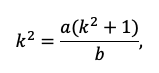 k² = a(k² + 1)/b,